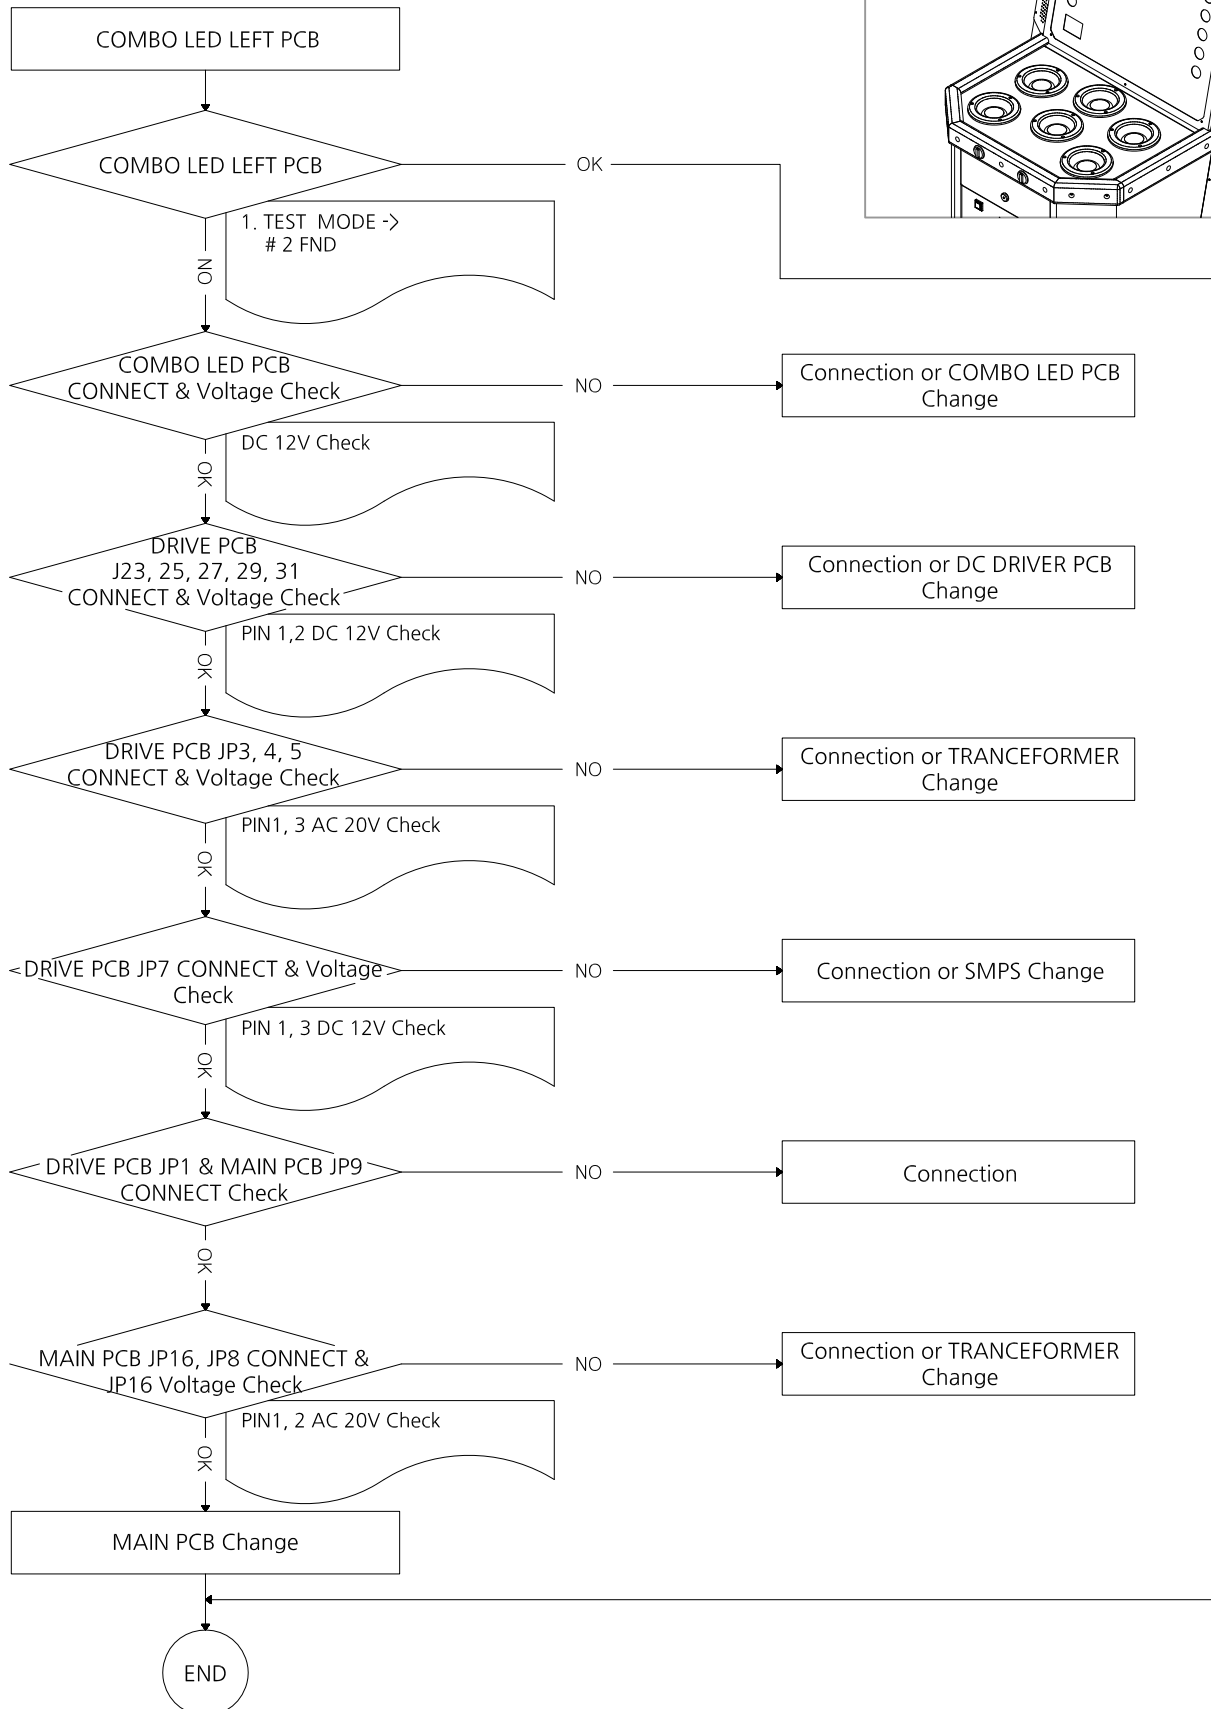 COMBO LED LEFT PCB
COMBO LED LEFT PCB
OK
1. TEST  MODE ->
# 2 FND
NO
COMBO LED PCB
CONNECT & Voltage Check
NO
Connection or COMBO LED PCB
Change
DC 12V Check
OK
DRIVE PCB
J23, 25, 27, 29, 31
CONNECT & Voltage Check
NO
Connection or DC DRIVER PCB
Change
PIN 1,2 DC 12V Check
OK
DRIVE PCB JP3, 4, 5
CONNECT & Voltage Check
NO
Connection or TRANCEFORMER
Change
PIN1, 3 AC 20V Check
OK
DRIVE PCB JP7 CONNECT & Voltage
Check
NO
Connection or SMPS Change
PIN 1, 3 DC 12V Check
OK
DRIVE PCB JP1 & MAIN PCB JP9
CONNECT Check
NO
Connection
OK
MAIN PCB JP16, JP8 CONNECT &
JP16 Voltage Check
NO
Connection or TRANCEFORMER
Change
PIN1, 2 AC 20V Check
OK
MAIN PCB Change
END